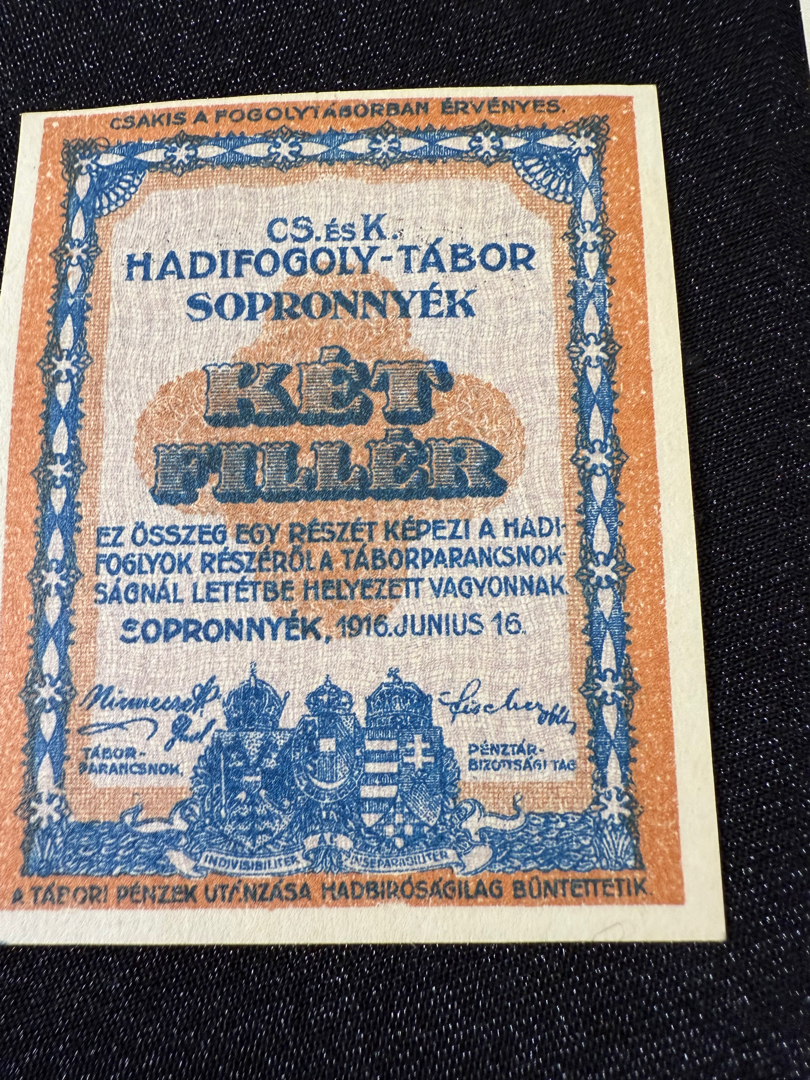 CSAKIS A FOGOLYTÁBORBAN ÉRVÉNYES.
CS. ÉS K.
HADIFOGOLY-TÁBOR
SOPRONNYÉK
KÉT
FILLÉR
EZ ÖSSZEG EGY RÉSZÉT KÉPEZI A HADI-
FOGLYOK RÉSZÉRŐL A TÁBORPARANCSNOK-
SÁGNÁL LETÉTBE HELYEZETT VAGYONNAK.
SOPRONNYÉK, 1916. JUNIUS 16.
TÁBOR-
PARANCSNOK.
PÉNZTÁR-
BIZOTTSÁGI TAG
INDIVISIBILITER INSEPARABILITER
A TÁBORI PÉNZEK UTÁNZÁSA HADBIRÓSÁGILAG BÜNTETTETIK.